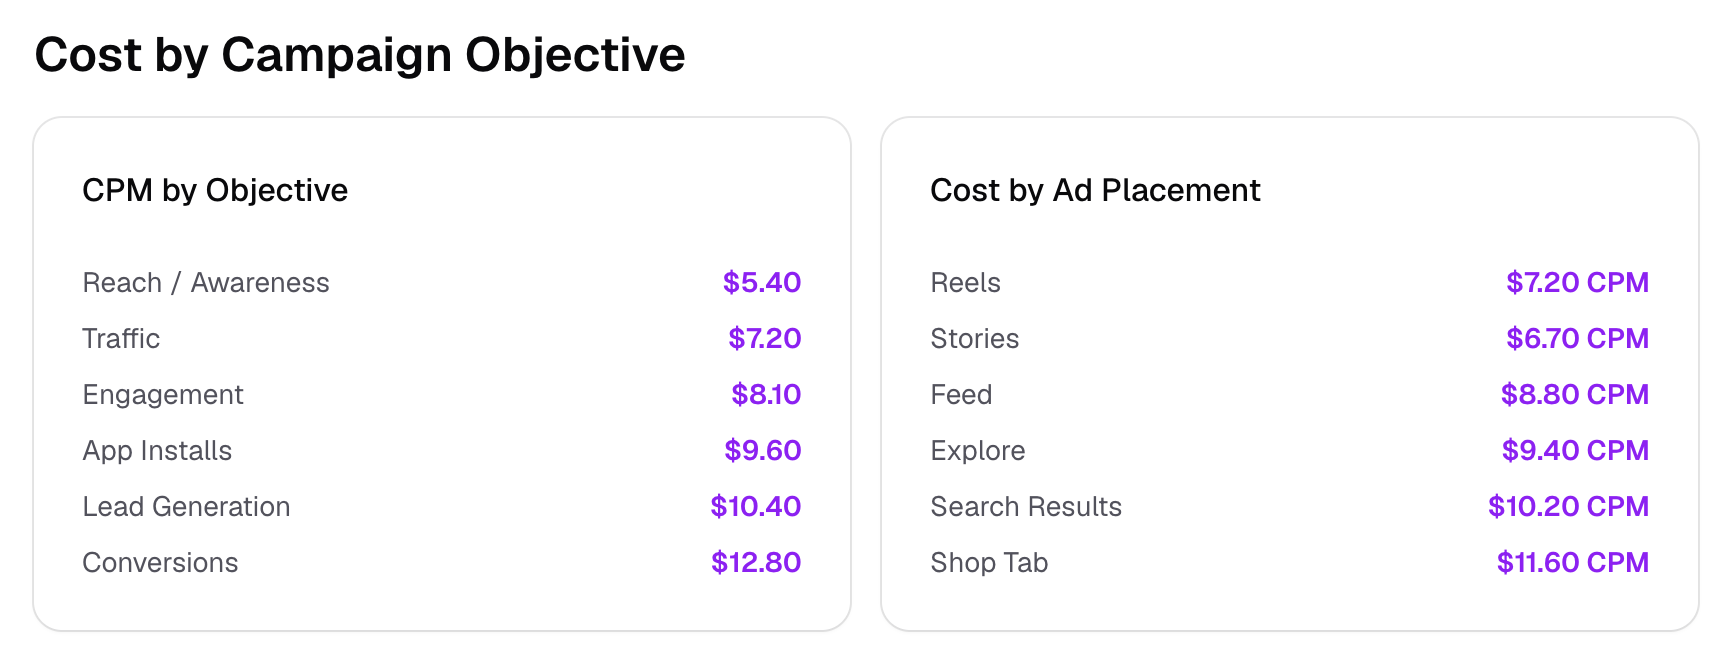 Cost by Campaign Objective
CPM by Objective
Reach / Awareness $5.40
Traffic $7.20
Engagement $8.10
App Installs $9.60
Lead Generation $10.40
Conversions $12.80
Cost by Ad Placement
Reels $7.20 CPM
Stories $6.70 CPM
Feed $8.80 CPM
Explore $9.40 CPM
Search Results $10.20 CPM
Shop Tab $11.60 CPM